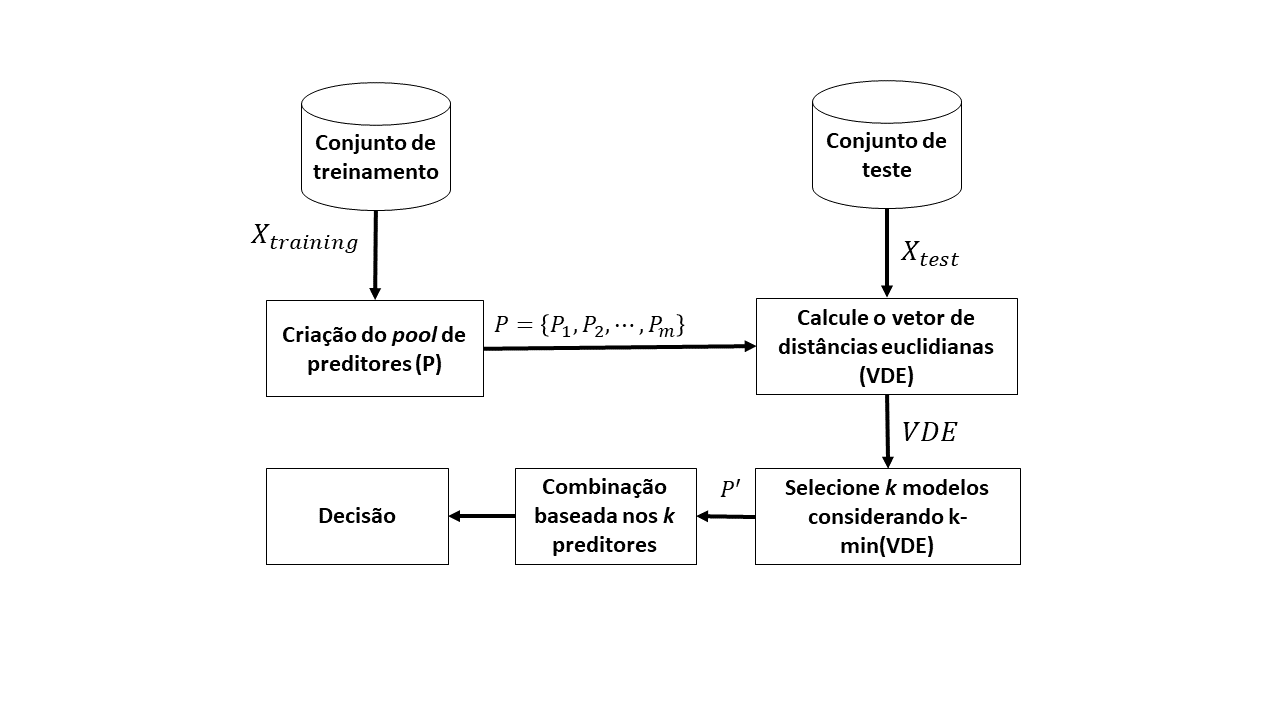 Conjunto de
treinamento
Conjunto de
teste
X_{training}
X_{test}
Criação do pool de
preditores (P)
P = {P_1, P_2, ⋯, P_m}
Calcule o vetor de
distâncias euclidianas
(VDE)
VDE
Selecione k modelos
considerando k-
min(VDE)
P′
Combinação
baseada nos k
preditores
Decisão